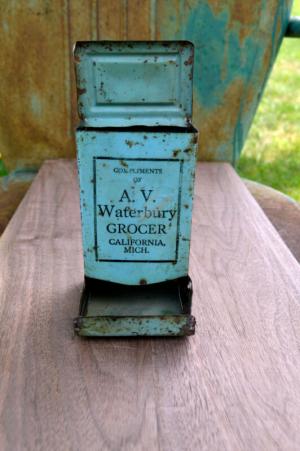 COMPLIMENTS
OF
A. V.
Waterbury
GROCER
CALIFORNIA,
MICH.